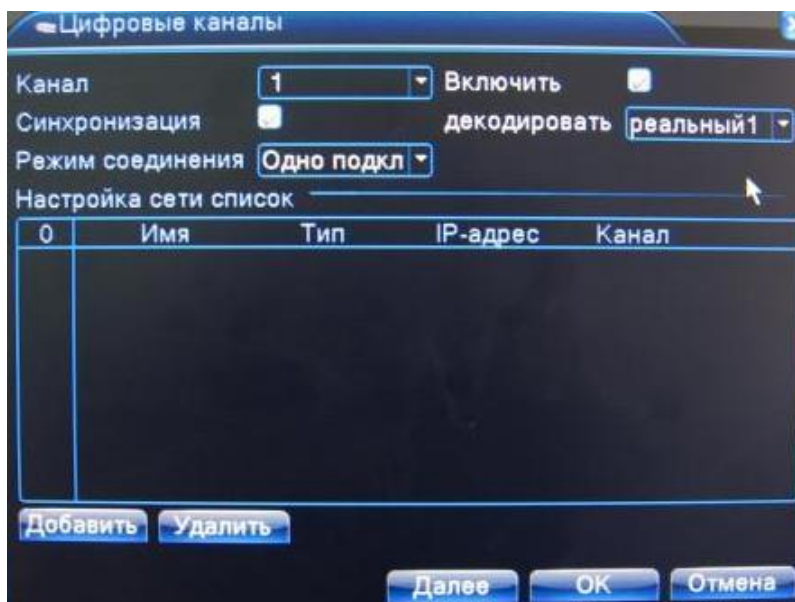 Цифровые каналы
Канал 1 Включить
Синхронизация декодировать реальный1
Режим соединения Одно подкл
Настройка сети список
0 Имя Тип IP-адрес Канал
Добавить Удалить
Далее OK Отмена